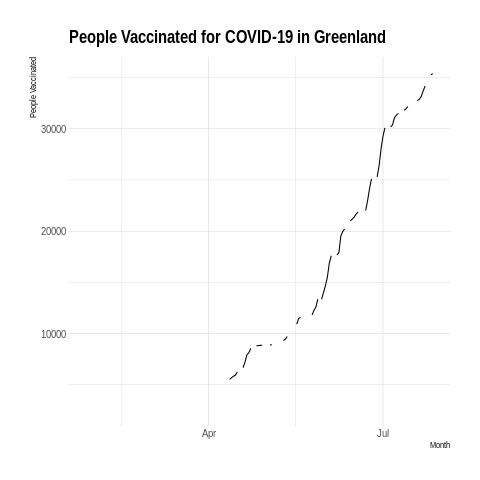 People Vaccinated for COVID-19 in Greenland
People Vaccinated
30000
20000
10000
Apr
Jul
Month